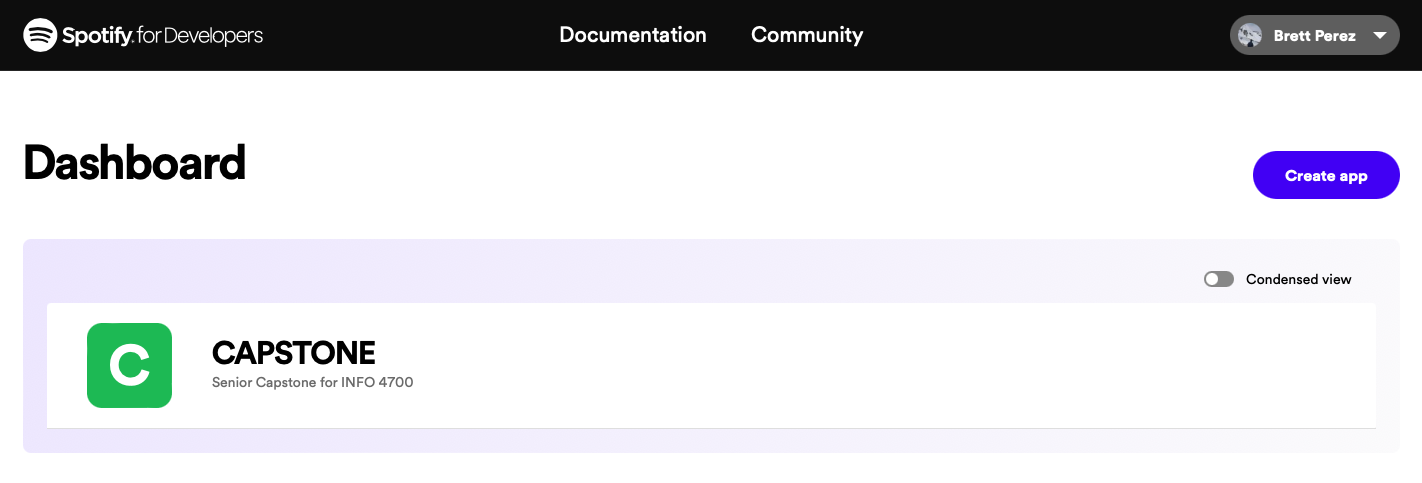 Spotify for Developers
Documentation
Community
Brett Perez
Dashboard
Create app
Condensed view
C
CAPSTONE
Senior Capstone for INFO 4700